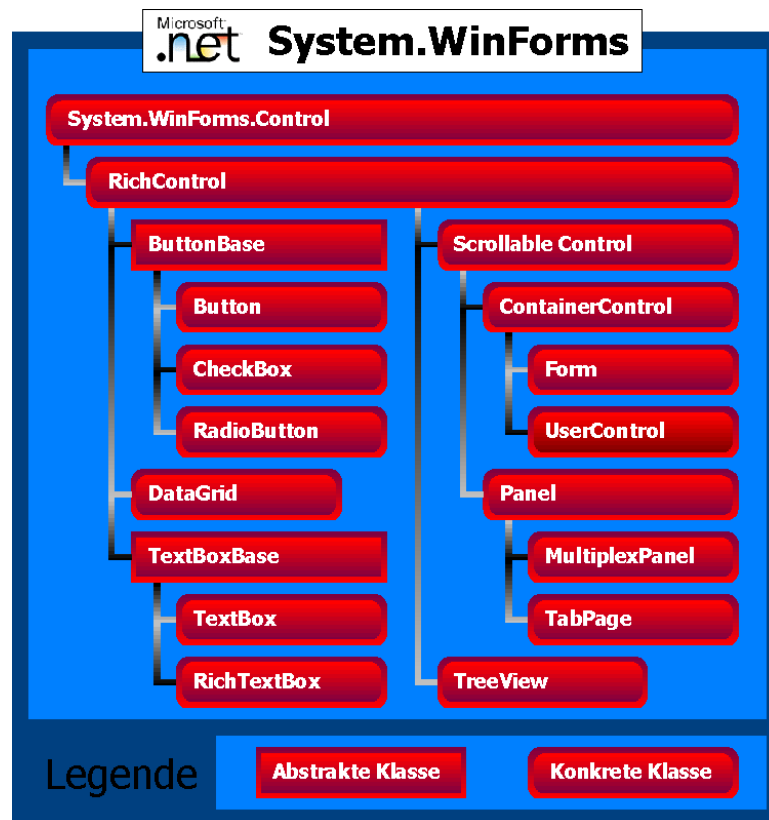 Microsoft
.net System.WinForms
System.WinForms.Control
RichControl
ButtonBase
Button
CheckBox
RadioButton
DataGrid
TextBoxBase
TextBox
RichTextBox
Scrollable Control
ContainerControl
Form
UserControl
Panel
MultiplexPanel
TabPage
TreeView
Legende
Abstrakte Klasse
Konkrete Klasse